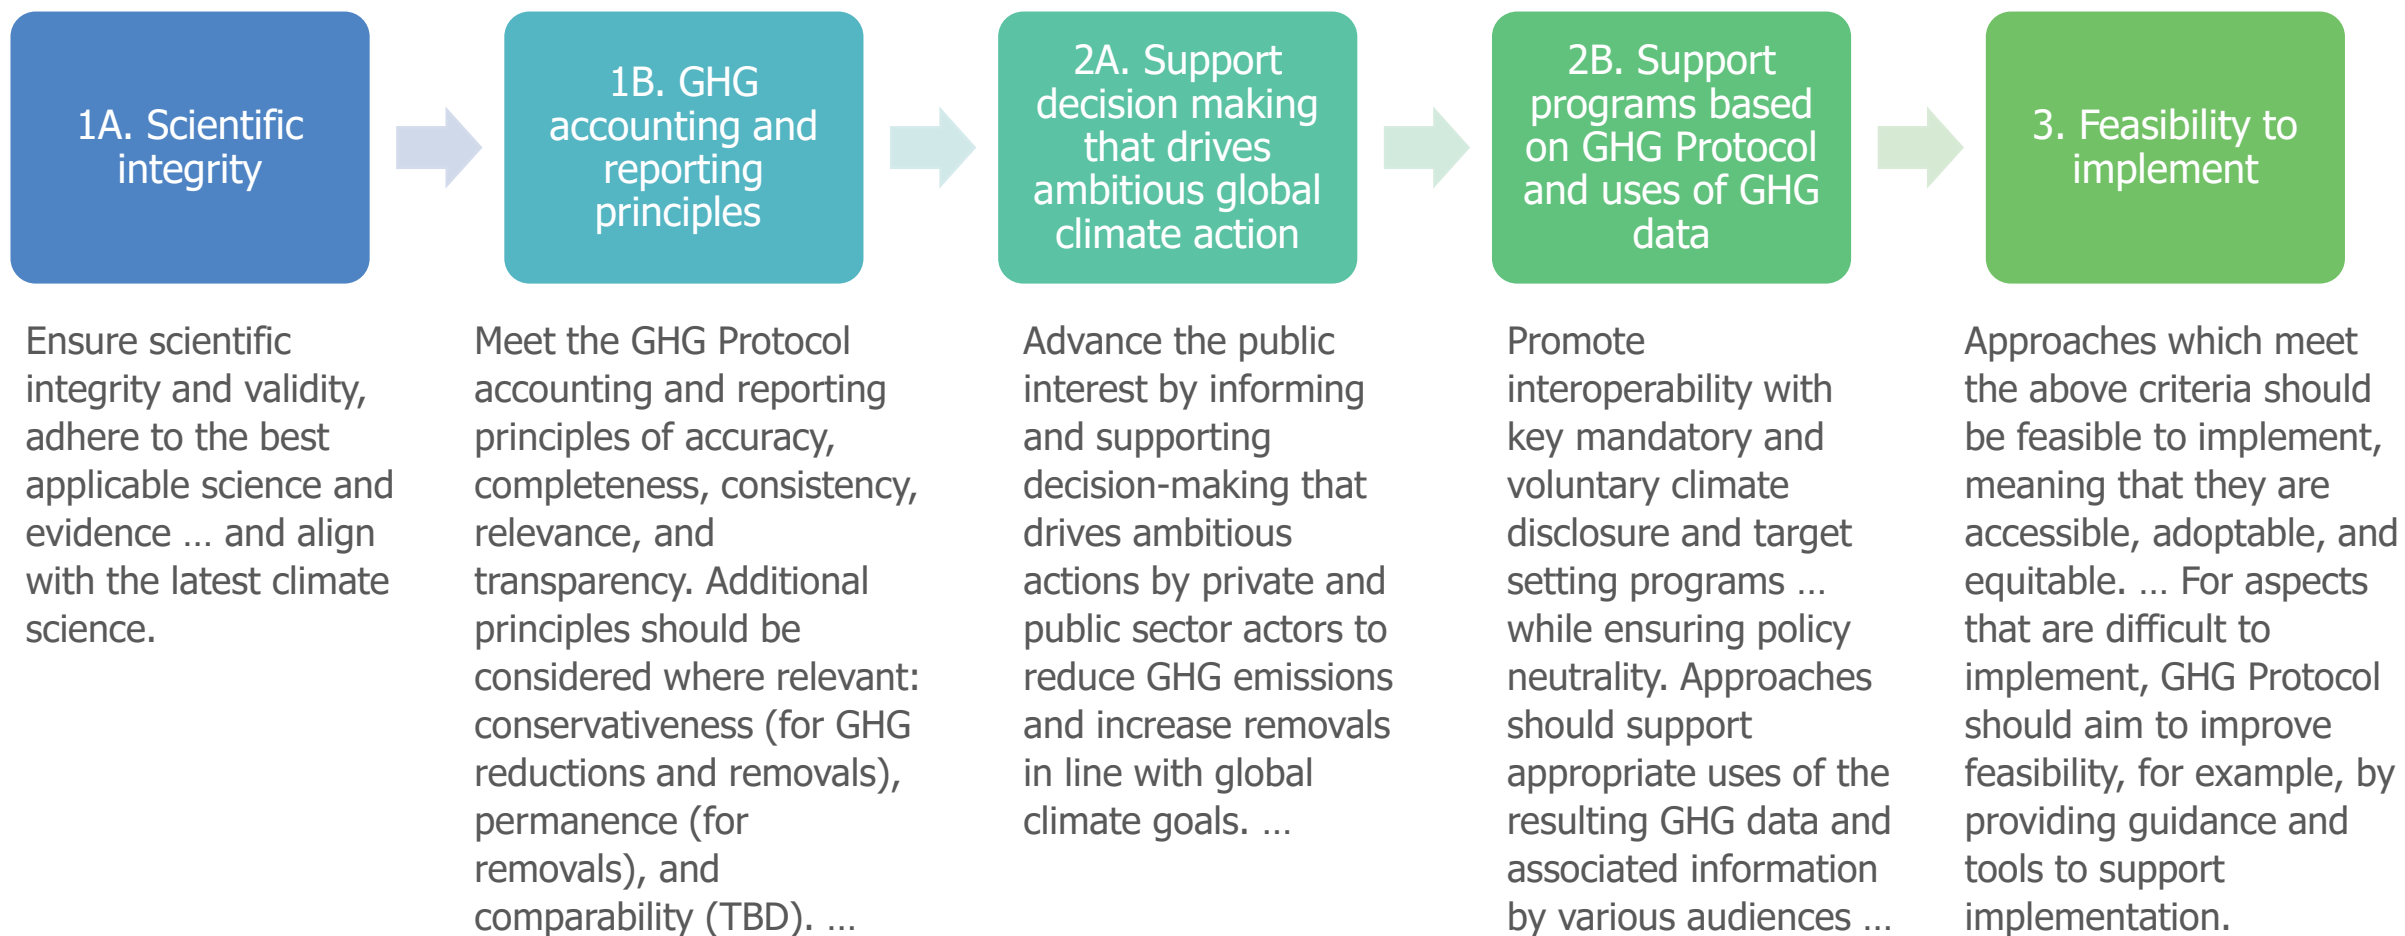 1A. Scientific
integrity
1B. GHG
accounting and
reporting
principles
2A. Support
decision making
that drives
ambitious global
climate action
2B. Support
programs based
on GHG Protocol
and uses of GHG
data
3. Feasibility to
implement
Ensure scientific
integrity and validity,
adhere to the best
applicable science and
evidence … and align
with the latest climate
science.
Meet the GHG Protocol
accounting and reporting
principles of accuracy,
completeness, consistency,
relevance, and
transparency. Additional
principles should be
considered where relevant:
conservativeness (for GHG
reductions and removals),
permanence (for
removals), and
comparability (TBD). …
Advance the public
interest by informing
and supporting
decision-making that
drives ambitious
actions by private and
public sector actors to
reduce GHG emissions
and increase removals
in line with global
climate goals. …
Promote
interoperability with
key mandatory and
voluntary climate
disclosure and target
setting programs …
while ensuring policy
neutrality. Approaches
should support
appropriate uses of the
resulting GHG data and
associated information
by various audiences …
Approaches which meet
the above criteria should
be feasible to implement,
meaning that they are
accessible, adoptable, and
equitable. … For aspects
that are difficult to
implement, GHG Protocol
should aim to improve
feasibility, for example, by
providing guidance and
tools to support
implementation.